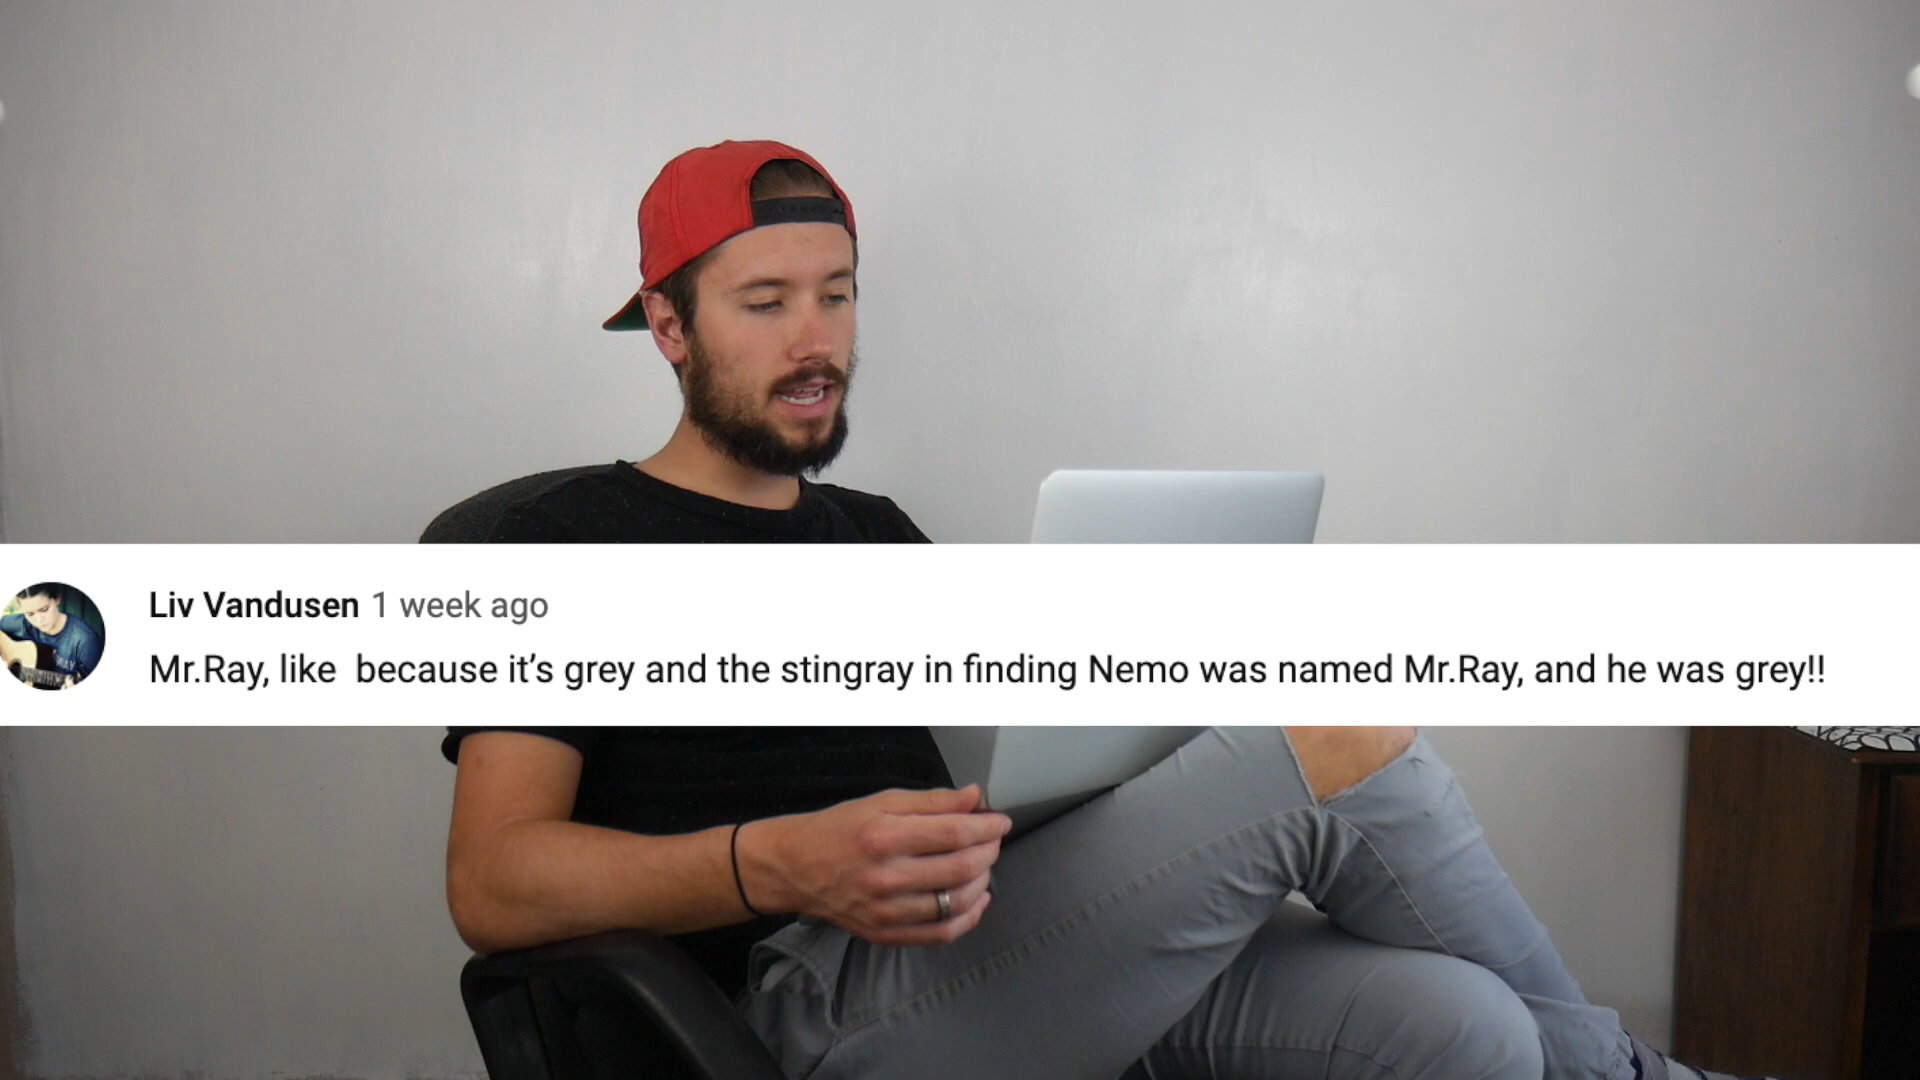 Liv Vandusen 1 week ago
Mr.Ray, like  because it’s grey and the stingray in finding Nemo was named Mr.Ray, and he was grey!!